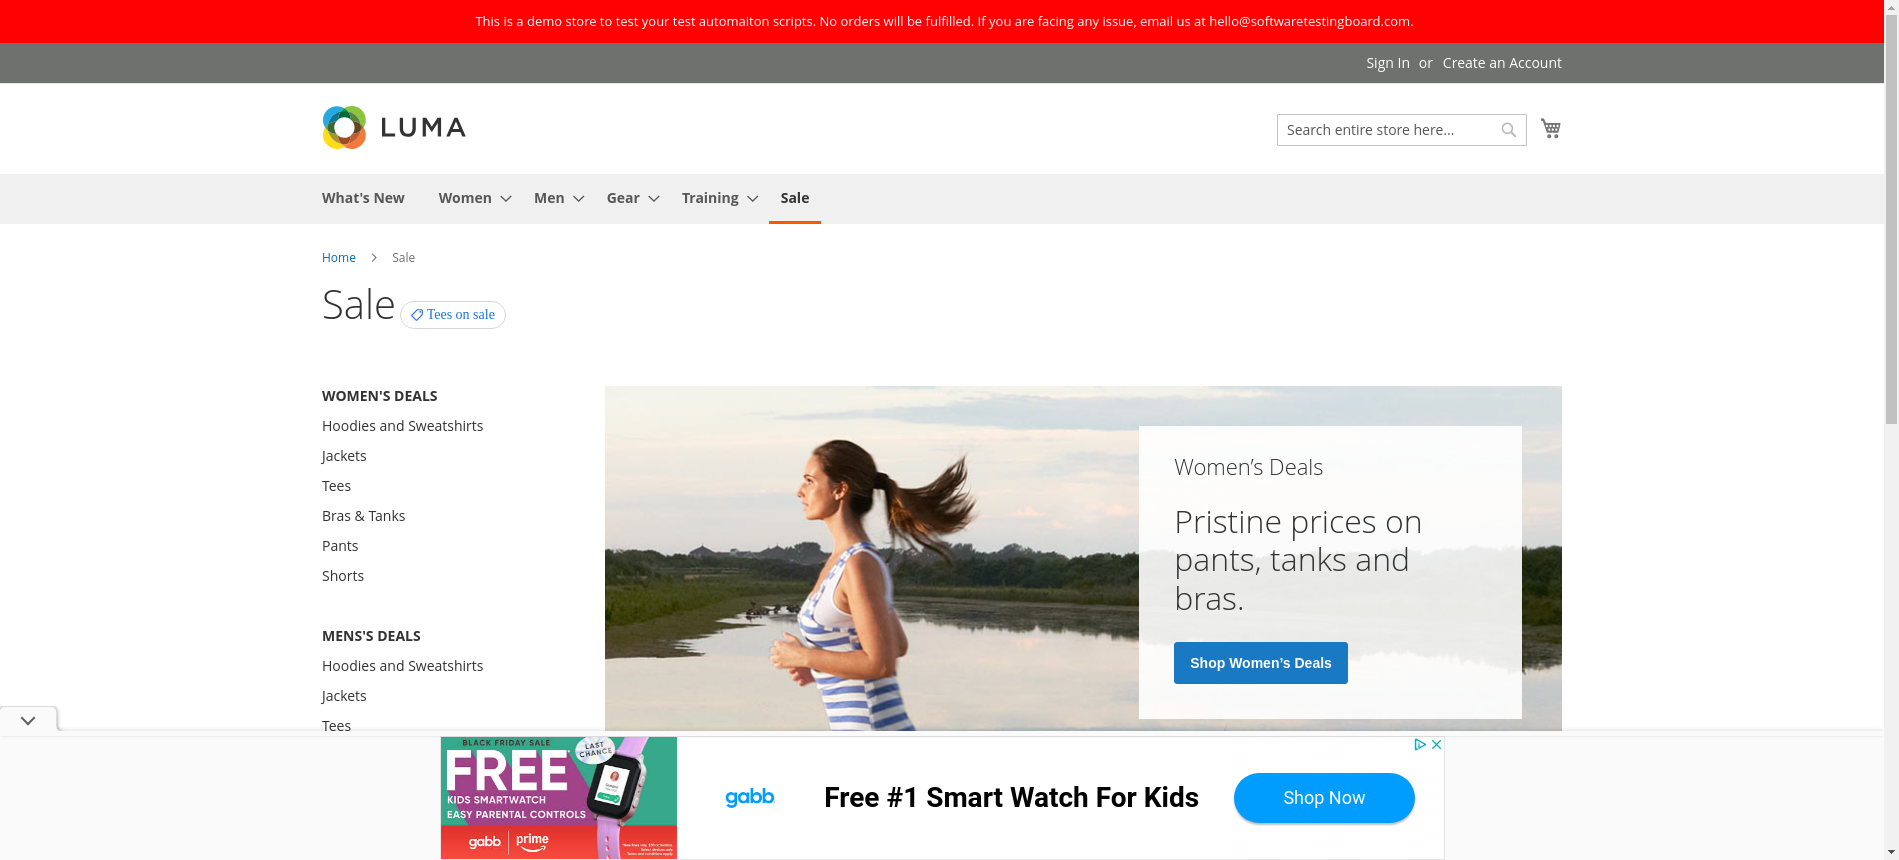 This is a demo store to test your test automaiton scripts. No orders will be fulfilled. If you are facing any issue, email us at hello@softwaretestingboard.com.
Sign In or Create an Account
LUMA
Search entire store here...
What's New Women Men Gear Training Sale
Home Sale
Sale
Tees on sale
WOMEN'S DEALS
Hoodies and Sweatshirts
Jackets
Tees
Bras & Tanks
Pants
Shorts
MENS'S DEALS
Hoodies and Sweatshirts
Jackets
Tees
Women’s Deals
Pristine prices on
pants, tanks and
bras.
Shop Women’s Deals
BLACK FRIDAY SALE
LAST
CHANCE
FREE
KIDS SMARTWATCH
EASY PARENTAL CONTROLS
gabb prime
gabb
Free #1 Smart Watch For Kids
Shop Now